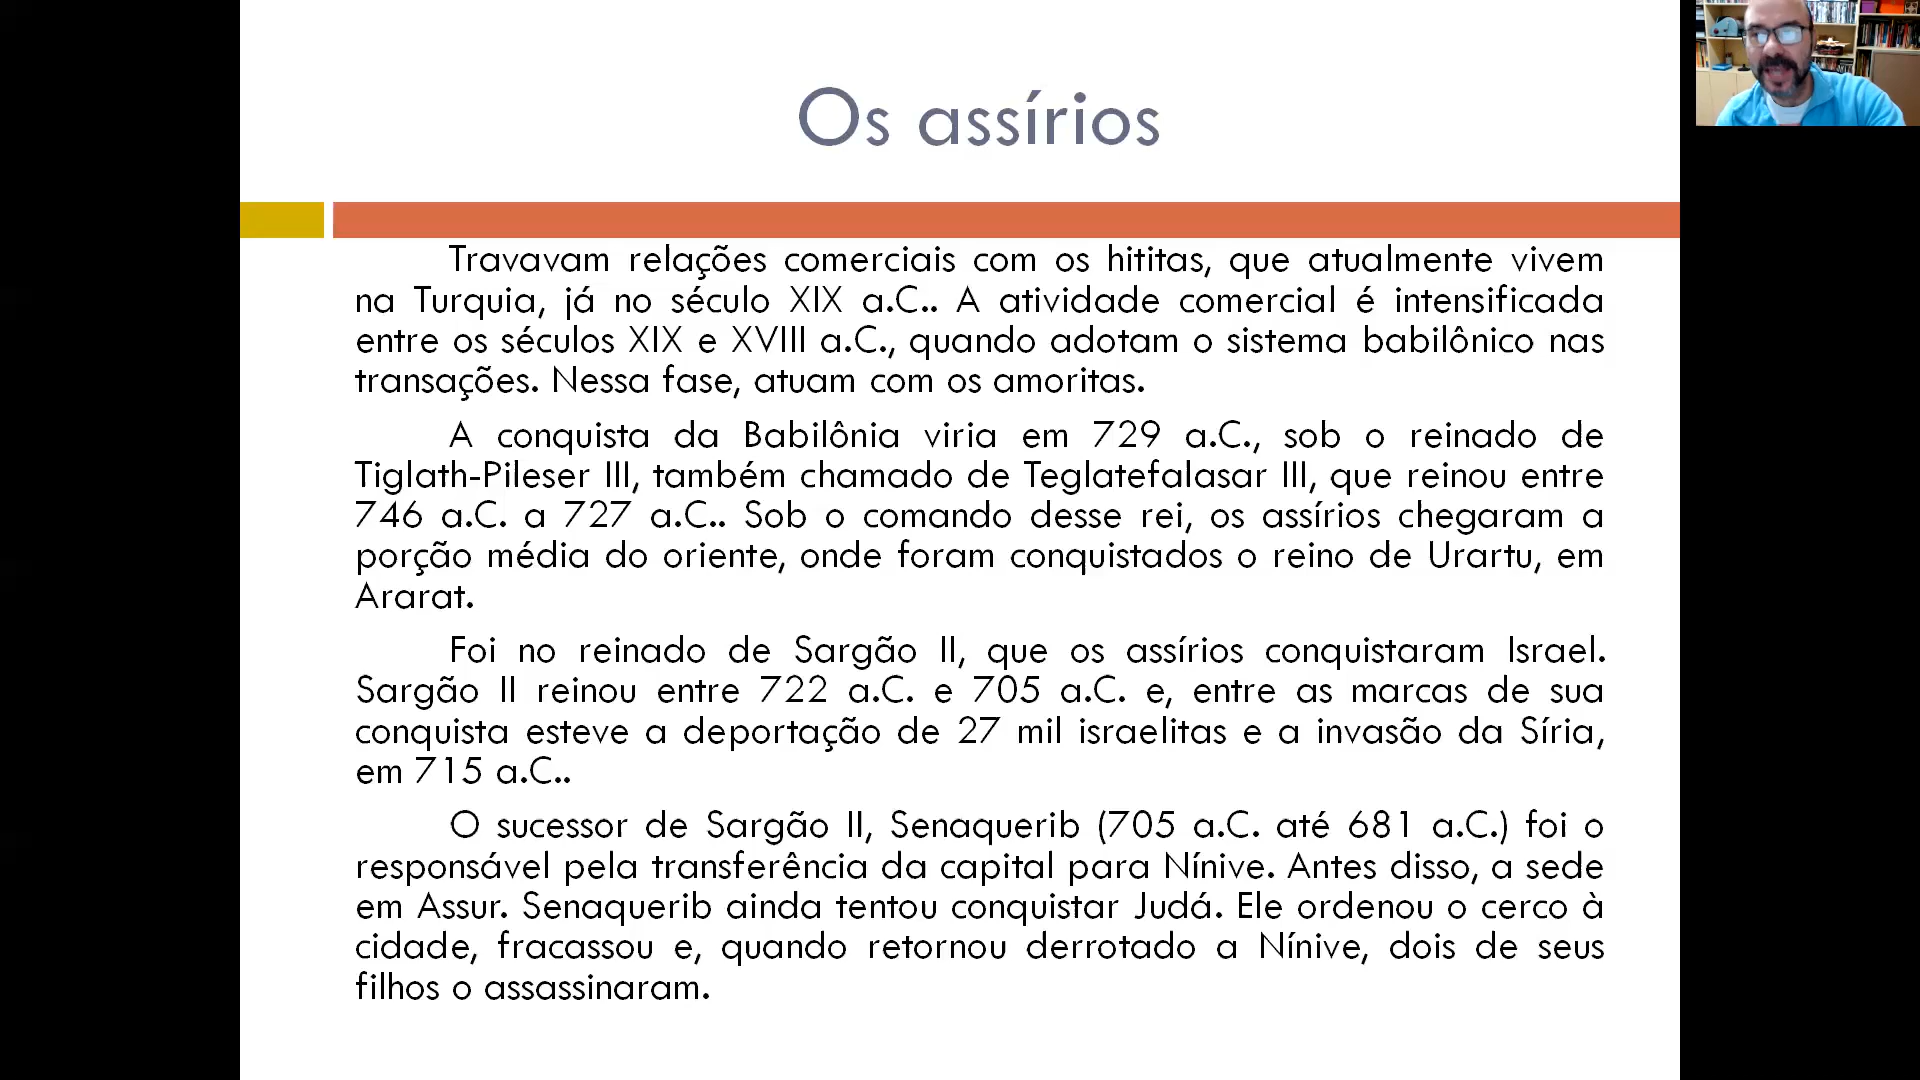 Os assírios
Travavam relações comerciais com os hititas, que atualmente vivem
na Turquia, já no século XIX a.C.. A atividade comercial é intensificada
entre os séculos XIX e XVIII a.C., quando adotam o sistema babilônico nas
transações. Nessa fase, atuam com os amoritas.
A conquista da Babilônia viria em 729 a.C., sob o reinado de
Tiglath-Pileser III, também chamado de Teglatefalasar III, que reinou entre
746 a.C. a 727 a.C.. Sob o comando desse rei, os assírios chegaram a
porção média do oriente, onde foram conquistados o reino de Urartu, em
Ararat.
Foi no reinado de Sargão II, que os assírios conquistaram Israel.
Sargão II reinou entre 722 a.C. e 705 a.C. e, entre as marcas de sua
conquista esteve a deportação de 27 mil israelitas e a invasão da Síria,
em 715 a.C..
O sucessor de Sargão II, Senaquerib (705 a.C. até 681 a.C.) foi o
responsável pela transferência da capital para Nínive. Antes disso, a sede
em Assur. Senaquerib ainda tentou conquistar Judá. Ele ordenou o cerco à
cidade, fracassou e, quando retornou derrotado a Nínive, dois de seus
filhos o assassinaram.